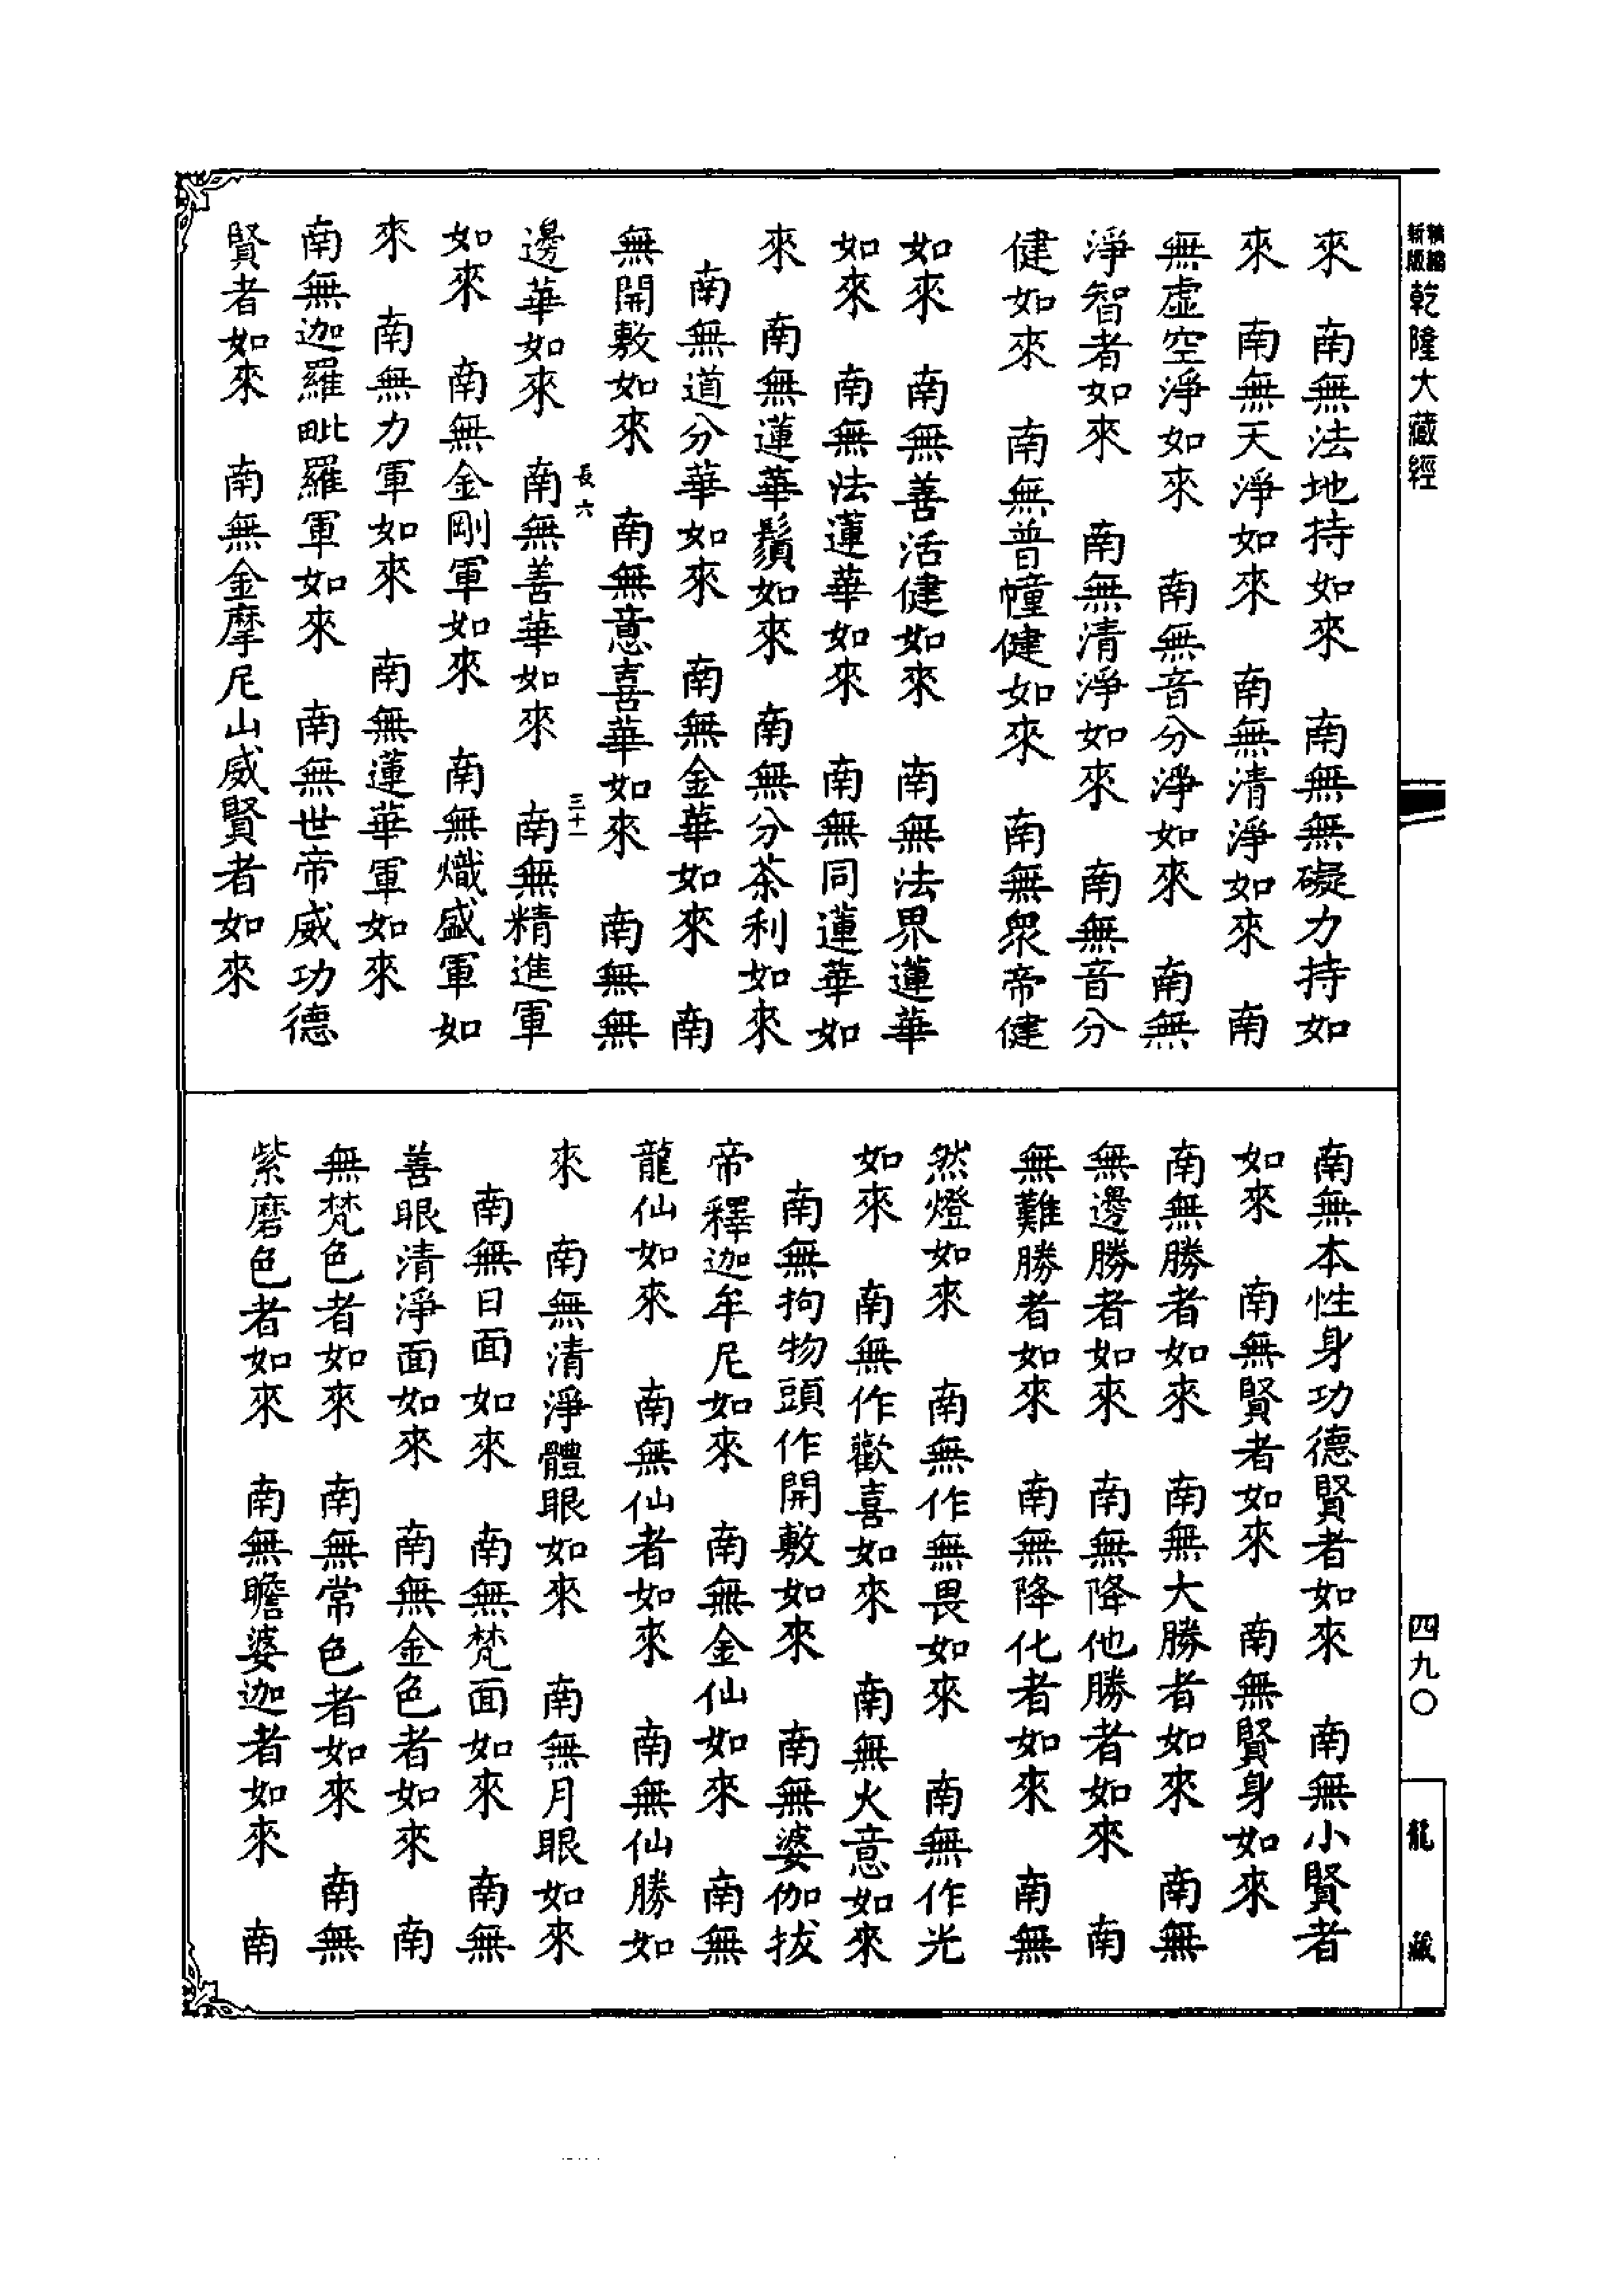 新版
精縮
乾隆大藏經
來　南無法地持如來　南無無礙力持如
來　南無天淨如來　南無清淨如來　南
無虛空淨如來　南無音分淨如來　南無
淨智者如來　南無清淨如來　南無音分
健如來　南無普幢健如來　南無眾帝健
如來　南無善活健如來　南無法界蓮華
如來　南無法蓮華如來　南無同蓮華如
來　南無蓮華鬚如來　南無分茶利如來
南無道分華如來　南無金華如來　南
無開敷如來　南無意喜華如來　南無無
長六　三十一
邊華如來　南無善華如來　南無精進軍
如來　南無金剛軍如來　南無熾盛軍如
來　南無力軍如來　南無蓮華軍如來
南無迦羅毗羅軍如來　南無世帝威功德
賢者如來　南無金摩尼山威賢者如來
南無本性身功德賢者如來　南無小賢者
如來　南無賢者如來　南無賢身如來
南無勝者如來　南無大勝者如來　南無
無邊勝者如來　南無降他勝者如來　南
無難勝者如來　南無降化者如來　南無
然燈如來　南無作無畏如來　南無作光
如來　南無作歡喜如來　南無火意如來
南無拘物頭作開敷如來　南無婆伽拔
帝釋迦牟尼如來　南無金仙如來　南無
龍仙如來　南無仙者如來　南無仙勝如
來　南無清淨體眼如來　南無月眼如來
南無日面如來　南無梵面如來　南無
善眼清淨面如來　南無金色者如來　南
無梵色者如來　南無常色者如來　南無
紫磨色者如來　南無瞻婆迦者如來　南
四九〇
龍藏